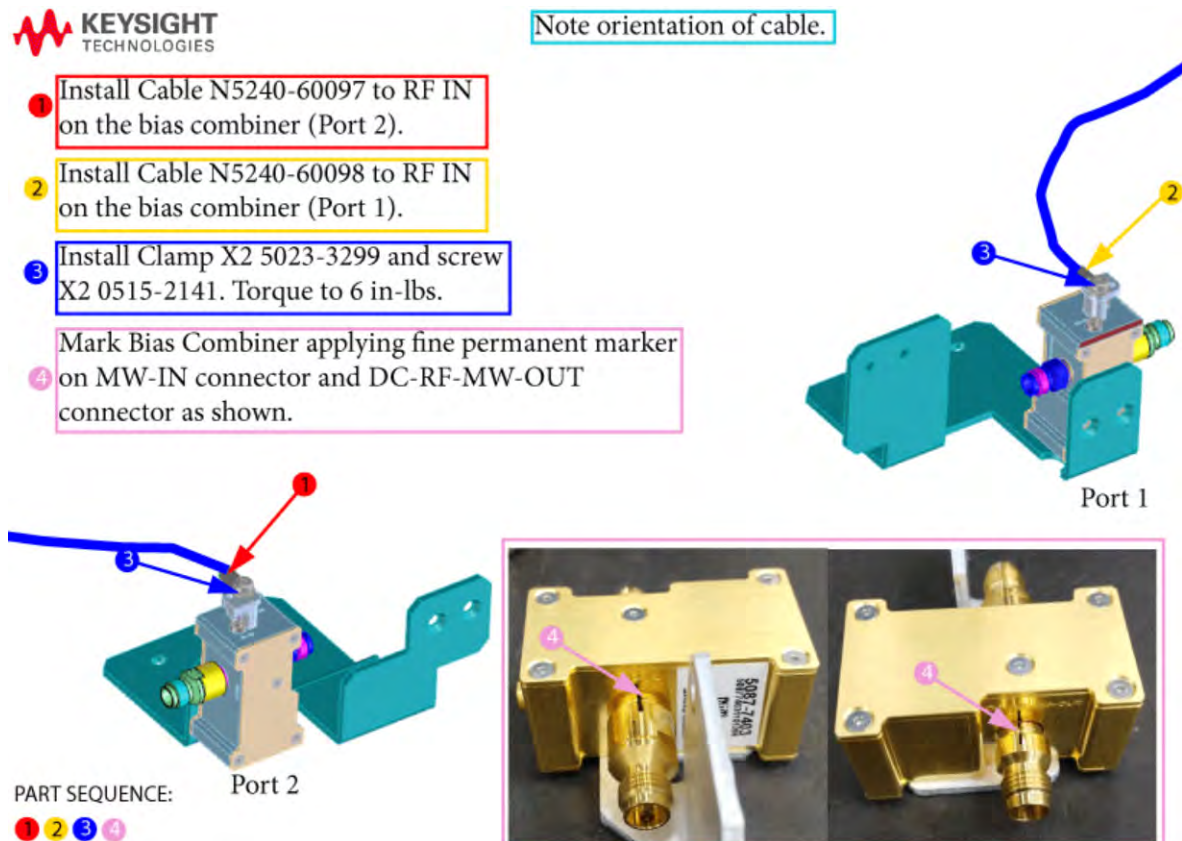 KEYSIGHT
TECHNOLOGIES
Note orientation of cable.
1
Install Cable N5240-60097 to RF IN
on the bias combiner (Port 2).
2
Install Cable N5240-60098 to RF IN
on the bias combiner (Port 1).
3
Install Clamp X2 5023-3299 and screw
X2 0515-2141. Torque to 6 in-lbs.
4
Mark Bias Combiner applying fine permanent marker
on MW-IN connector and DC-RF-MW-OUT
connector as shown.
2
3
Port 1
1
3
Port 2
4
5087-7403
4
PART SEQUENCE:
1 2 3 4